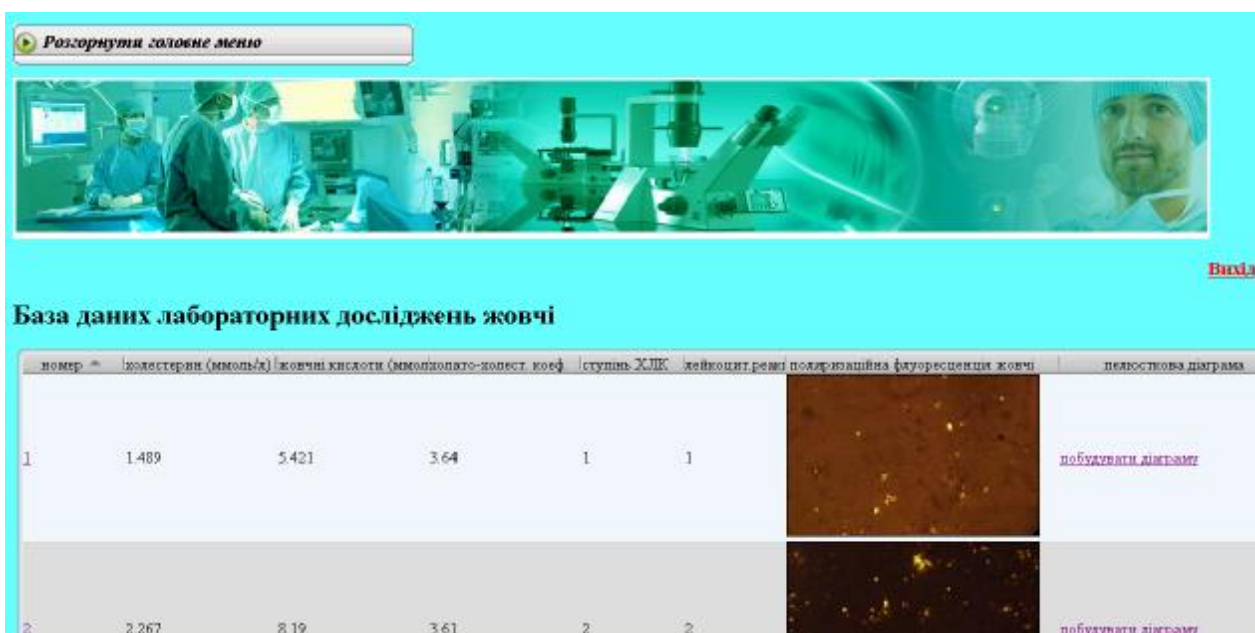 Розгорнути головне меню
Вихід
База даних лабораторних досліджень жовчі
номер холестерин (ммоль/л) жовчні кислоти (ммол холато-холест. коеф ступінь ХЛК лейкоцит.реакі поляризаційна флуоресценція жовчі пелюсткова діаграма
1 1.489 5.421 3.64 1 1 побудувати діаграму
2 2.267 8.19 3.61 2 2 побудувати діаграму